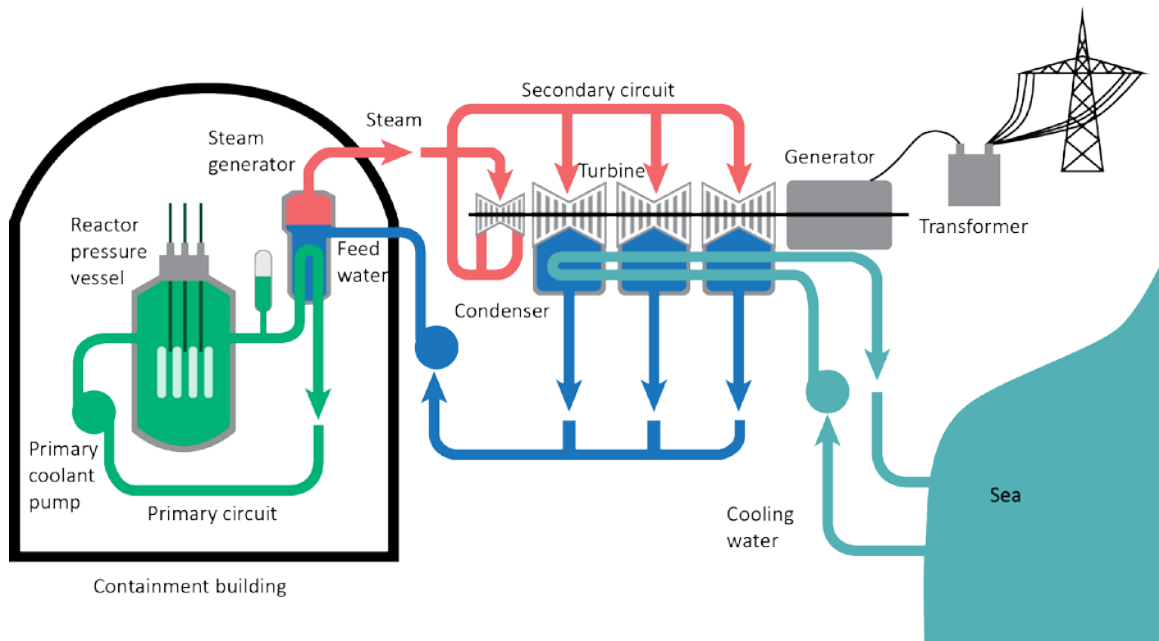 Secondary circuit
Steam
Steam
generator
Generator
Turbine
Transformer
Reactor
pressure
vessel
Feed
water
Condenser
Primary
coolant
pump
Primary circuit
Cooling
water
Sea
Containment building